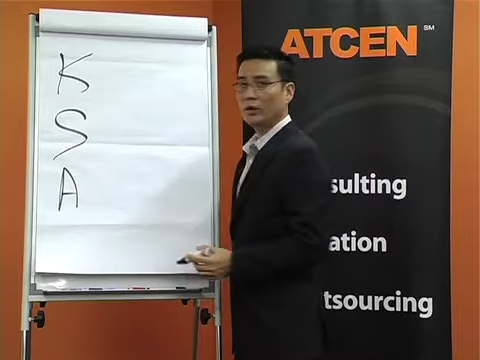 K
S
A
ATCEN SM
sulting
ation
tsourcing